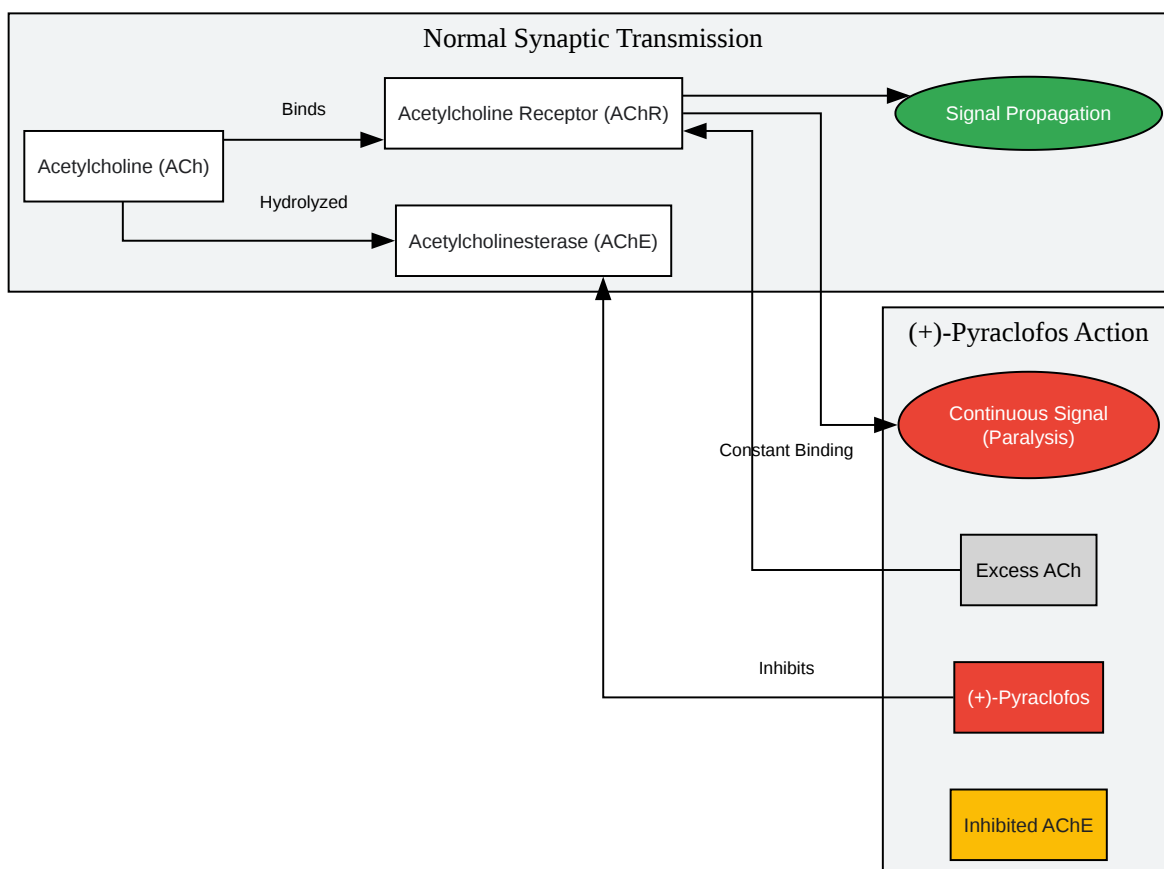 Normal Synaptic Transmission
Binds
Acetylcholine Receptor (AChR)
Signal Propagation
Acetylcholine (ACh)
Hydrolyzed
Acetylcholinesterase (AChE)
(+)-Pyraclofos Action
Continuous Signal
(Paralysis)
Constant Binding
Excess ACh
Inhibits
(+)-Pyraclofos
Inhibited AChE